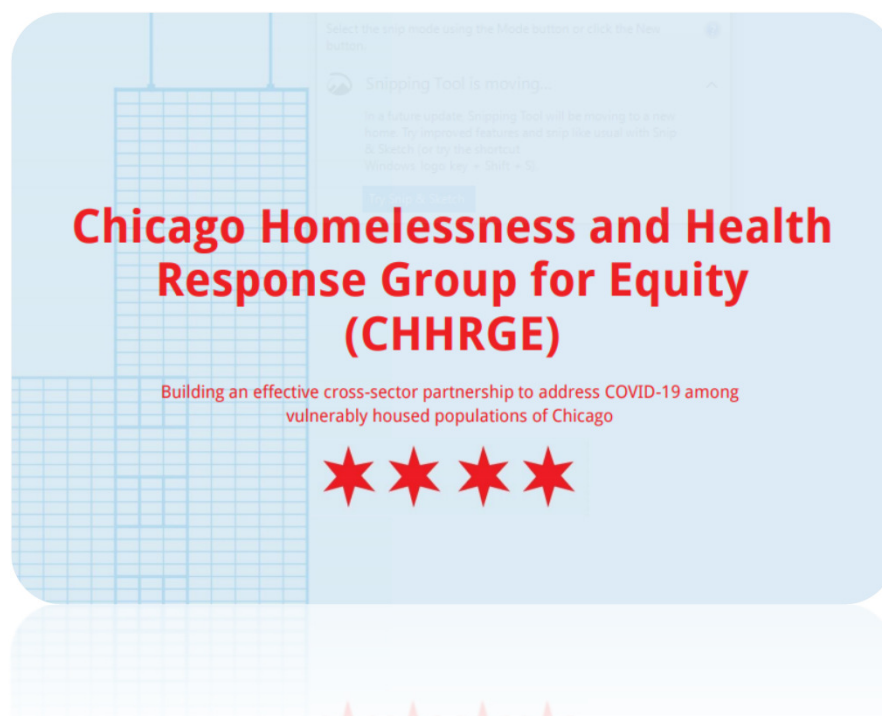 Select the snip mode using the Mode button or click the New
button.
Snipping Tool is moving...
In a future update, Snipping Tool will be moving to a new
home. Try improved features and snip like usual with Snip
& Sketch (or try the shortcut
Windows logo key + Shift + S).
Chicago Homelessness and Health
Response Group for Equity
(CHHRGE)
Building an effective cross-sector partnership to address COVID-19 among
vulnerably housed populations of Chicago